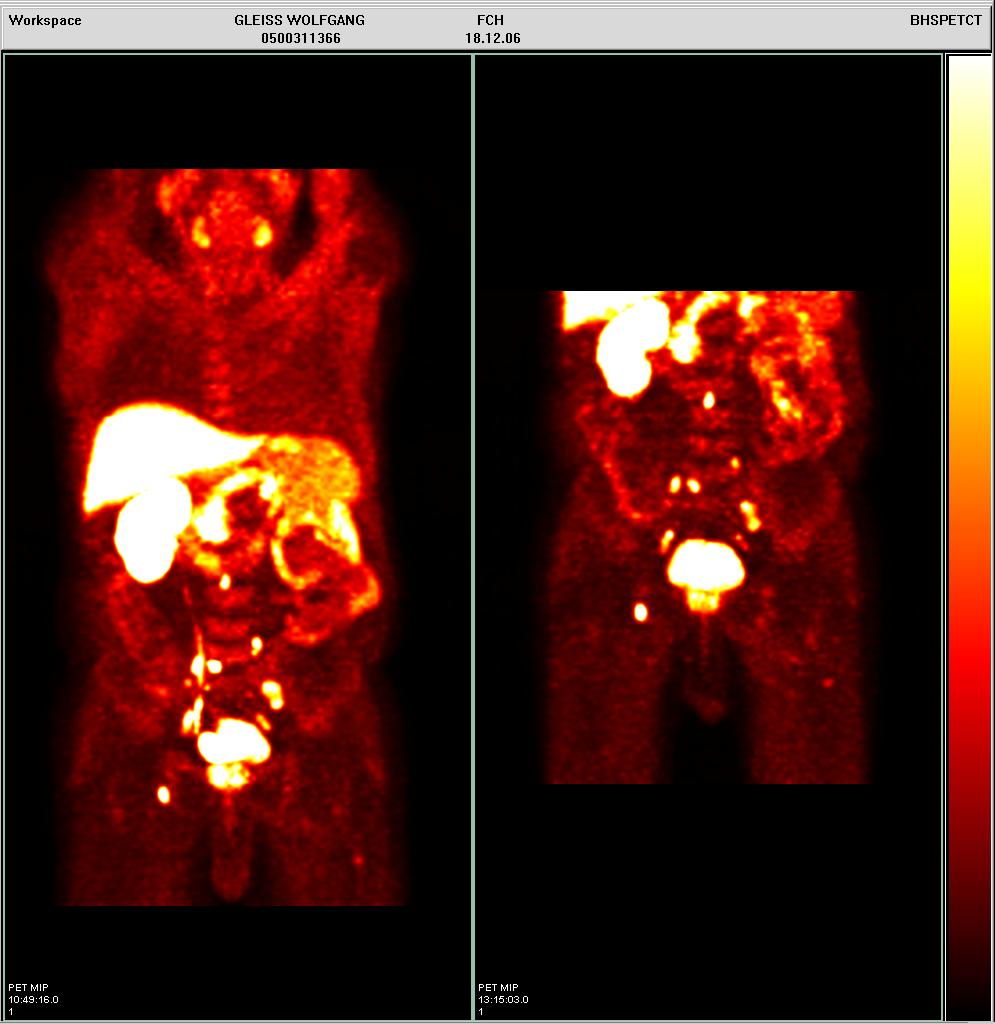 Workspace GLEISS WOLFGANG FCH BHSPETCT
0500311366 18.12.06
PET MIP
10:49:16.0
1
PET MIP
13:15:03.0
1